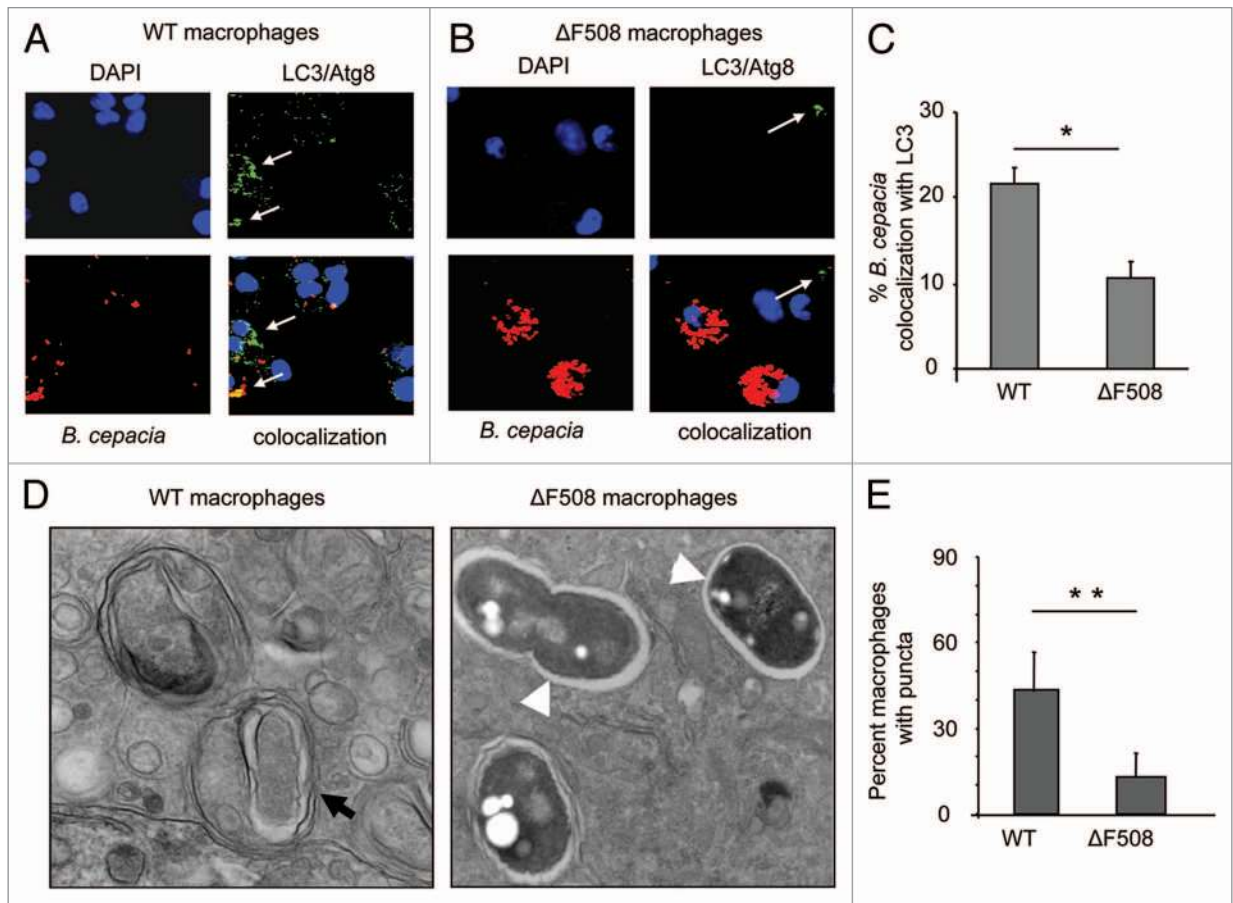 A
WT macrophages
DAPI
LC3/Atg8
B. cepacia
colocalization
B
ΔF508 macrophages
DAPI
LC3/Atg8
B. cepacia
colocalization
C
% B. cepacia
colocalization with LC3
30
20
10
0
*
WT
ΔF508
D
WT macrophages
ΔF508 macrophages
E
Percent macrophages
with puncta
90
60
30
0
* *
WT
ΔF508